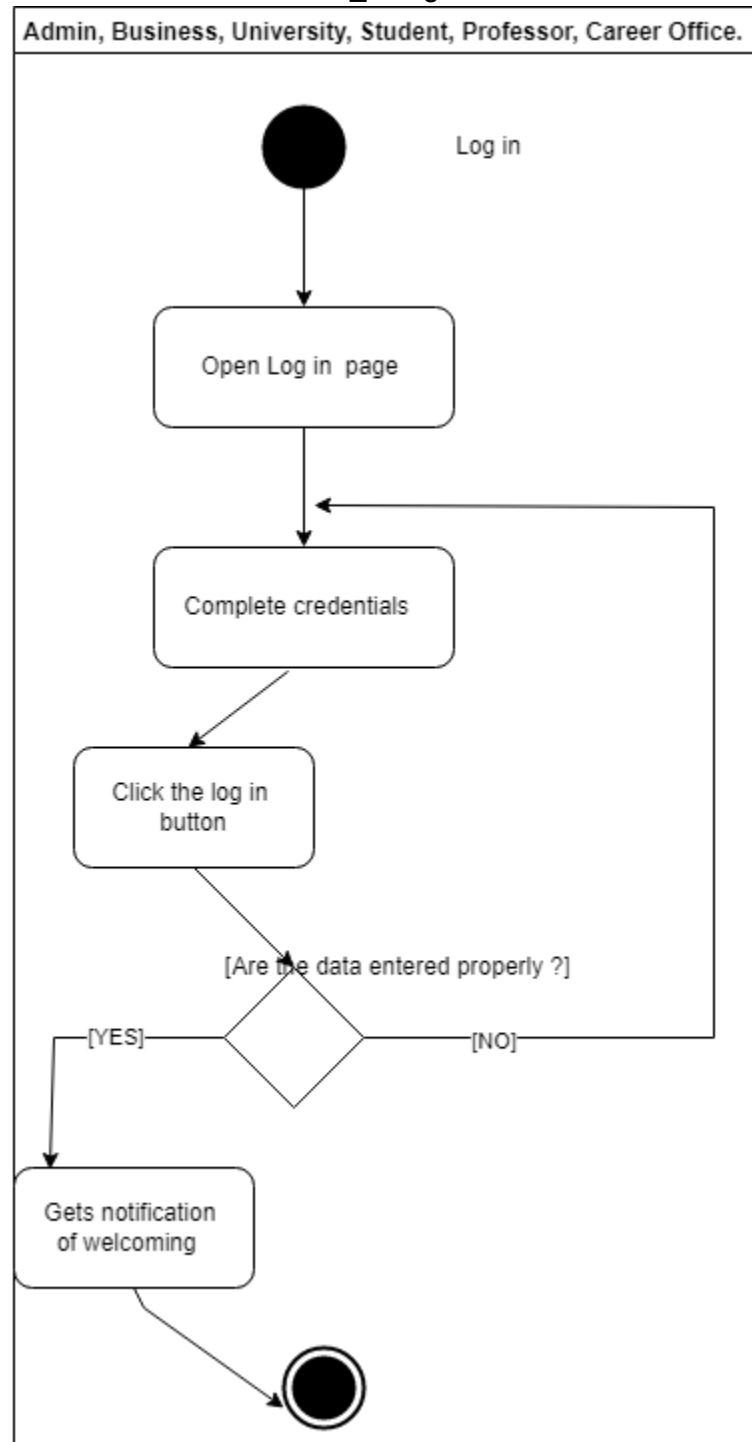 Admin, Business, University, Student, Professor, Career Office.
Log in
Open Log in page
Complete credentials
Click the log in
button
[Are the data entered properly ?]
[YES]
[NO]
Gets notification
of welcoming